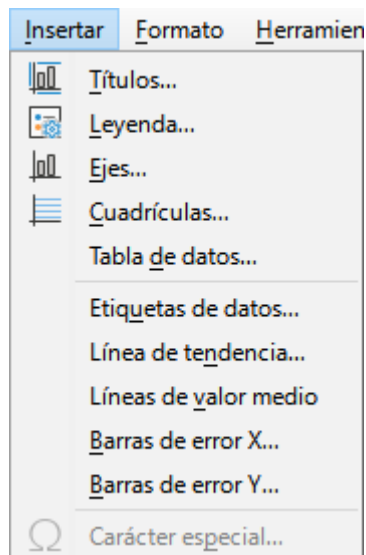 Insertar Formato
Títulos...
Leyenda...
Ejes...
Cuadrículas...
Tabla de datos...
Etiquetas de datos...
Línea de tendencia...
Líneas de valor medio
Barras de error X...
Barras de error Y...
Carácter especial...